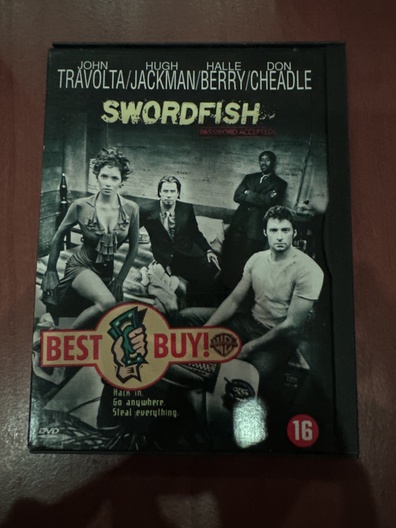 JOHN HUGH HALLE DON
TRAVOLTA/JACKMAN/BERRY/CHEADLE
SWORDFISH
PASSWORD ACCEPTED
BEST BUY!
Hack in.
Go anywhere.
Steal everything.
DVD
16